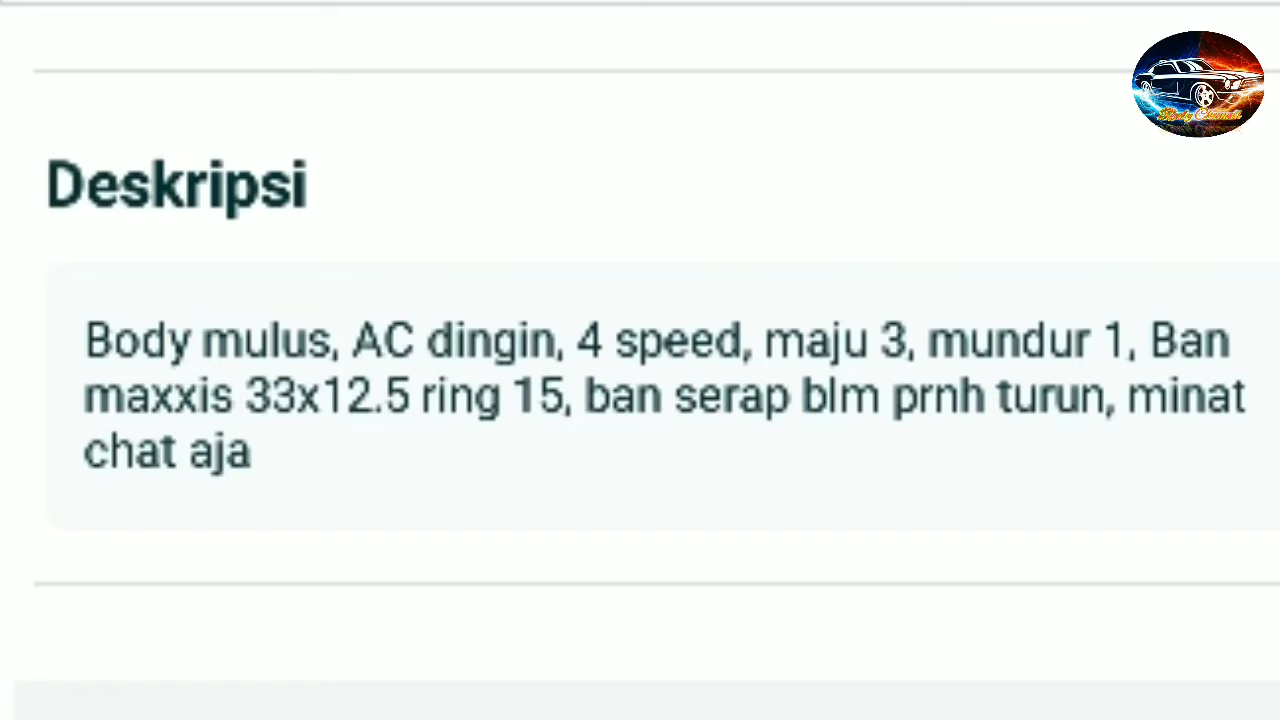 Deskripsi
Body mulus, AC dingin, 4 speed, maju 3, mundur 1, Ban
maxxis 33x12.5 ring 15, ban serap blm prnh turun, minat
chat aja